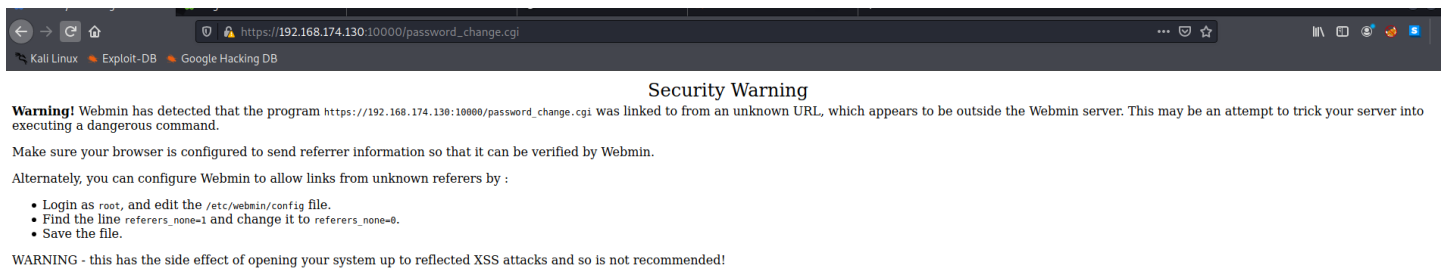 https://192.168.174.130:10000/password_change.cgi
Kali Linux Exploit-DB Google Hacking DB
Security Warning
Warning! Webmin has detected that the program https://192.168.174.130:10000/password_change.cgi was linked to from an unknown URL, which appears to be outside the Webmin server. This may be an attempt to trick your server into
executing a dangerous command.
Make sure your browser is configured to send referrer information so that it can be verified by Webmin.
Alternately, you can configure Webmin to allow links from unknown referers by :
• Login as root, and edit the /etc/webmin/config file.
• Find the line referers_none=1 and change it to referers_none=0.
• Save the file.
WARNING - this has the side effect of opening your system up to reflected XSS attacks and so is not recommended!